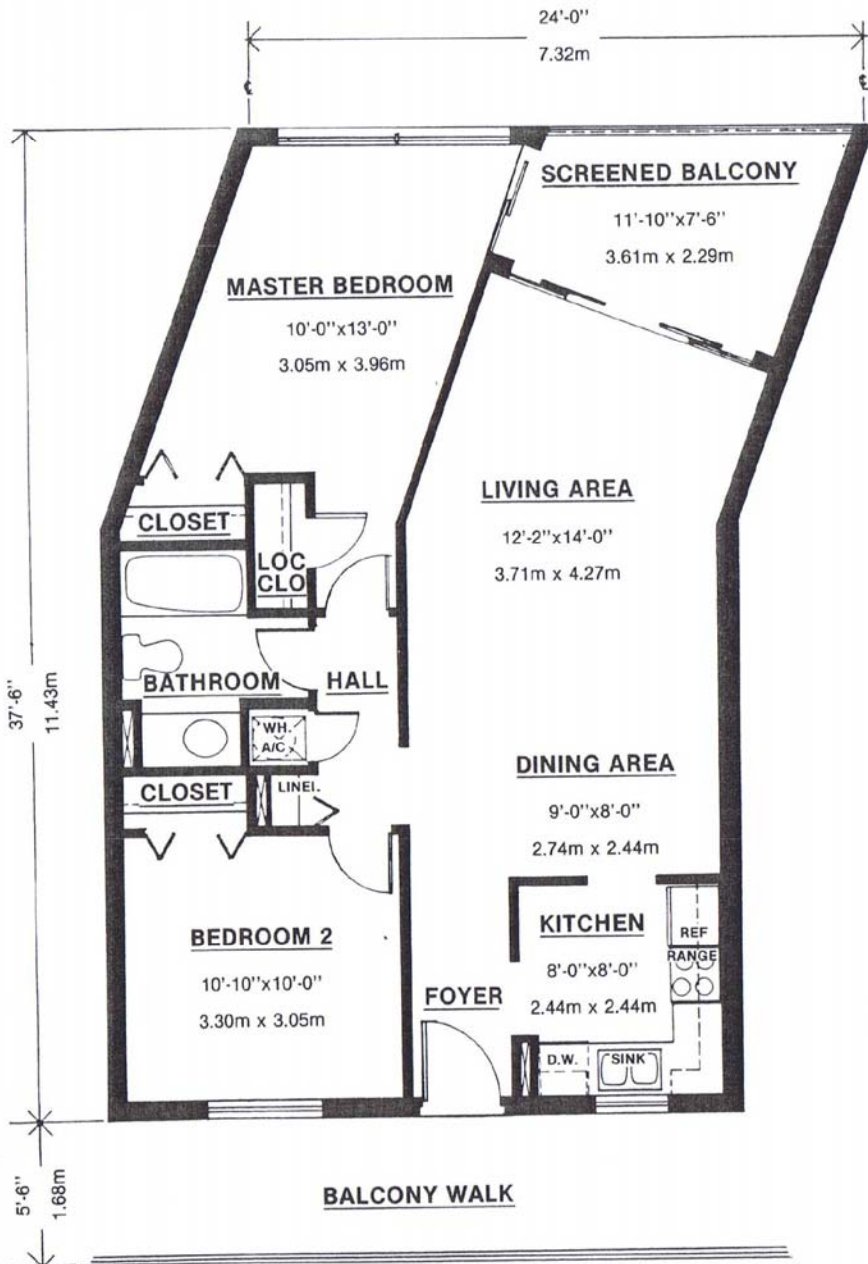 24'-0"
7.32m
SCREENED BALCONY
11'-10"x7'-6"
3.61m x 2.29m
MASTER BEDROOM
10'-0"x13'-0"
3.05m x 3.96m
LIVING AREA
12'-2"x14'-0"
3.71m x 4.27m
CLOSET
LOC
CLO
37'-6"
11.43m
BATHROOM
HALL
WH.
A/C
DINING AREA
9'-0"x8'-0"
2.74m x 2.44m
CLOSET
LINEI.
BEDROOM 2
10'-10"x10'-0"
3.30m x 3.05m
KITCHEN
8'-0"x8'-0"
2.44m x 2.44m
REF
RANGE
FOYER
D.W.
SINK
5'-6"
1.68m
BALCONY WALK